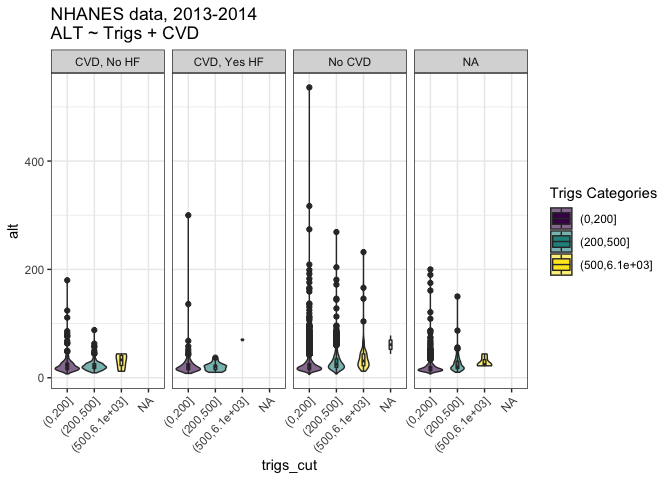 NHANES data, 2013-2014
ALT ~ Trigs + CVD
CVD, No HF
CVD, Yes HF
No CVD
NA
alt
400
200
0
(0,200]
(200,500]
(500,6.1e+03]
NA
(0,200]
(200,500]
(500,6.1e+03]
NA
(0,200]
(200,500]
(500,6.1e+03]
NA
(0,200]
(200,500]
(500,6.1e+03]
NA
trigs_cut
Trigs Categories
(0,200]
(200,500]
(500,6.1e+03]